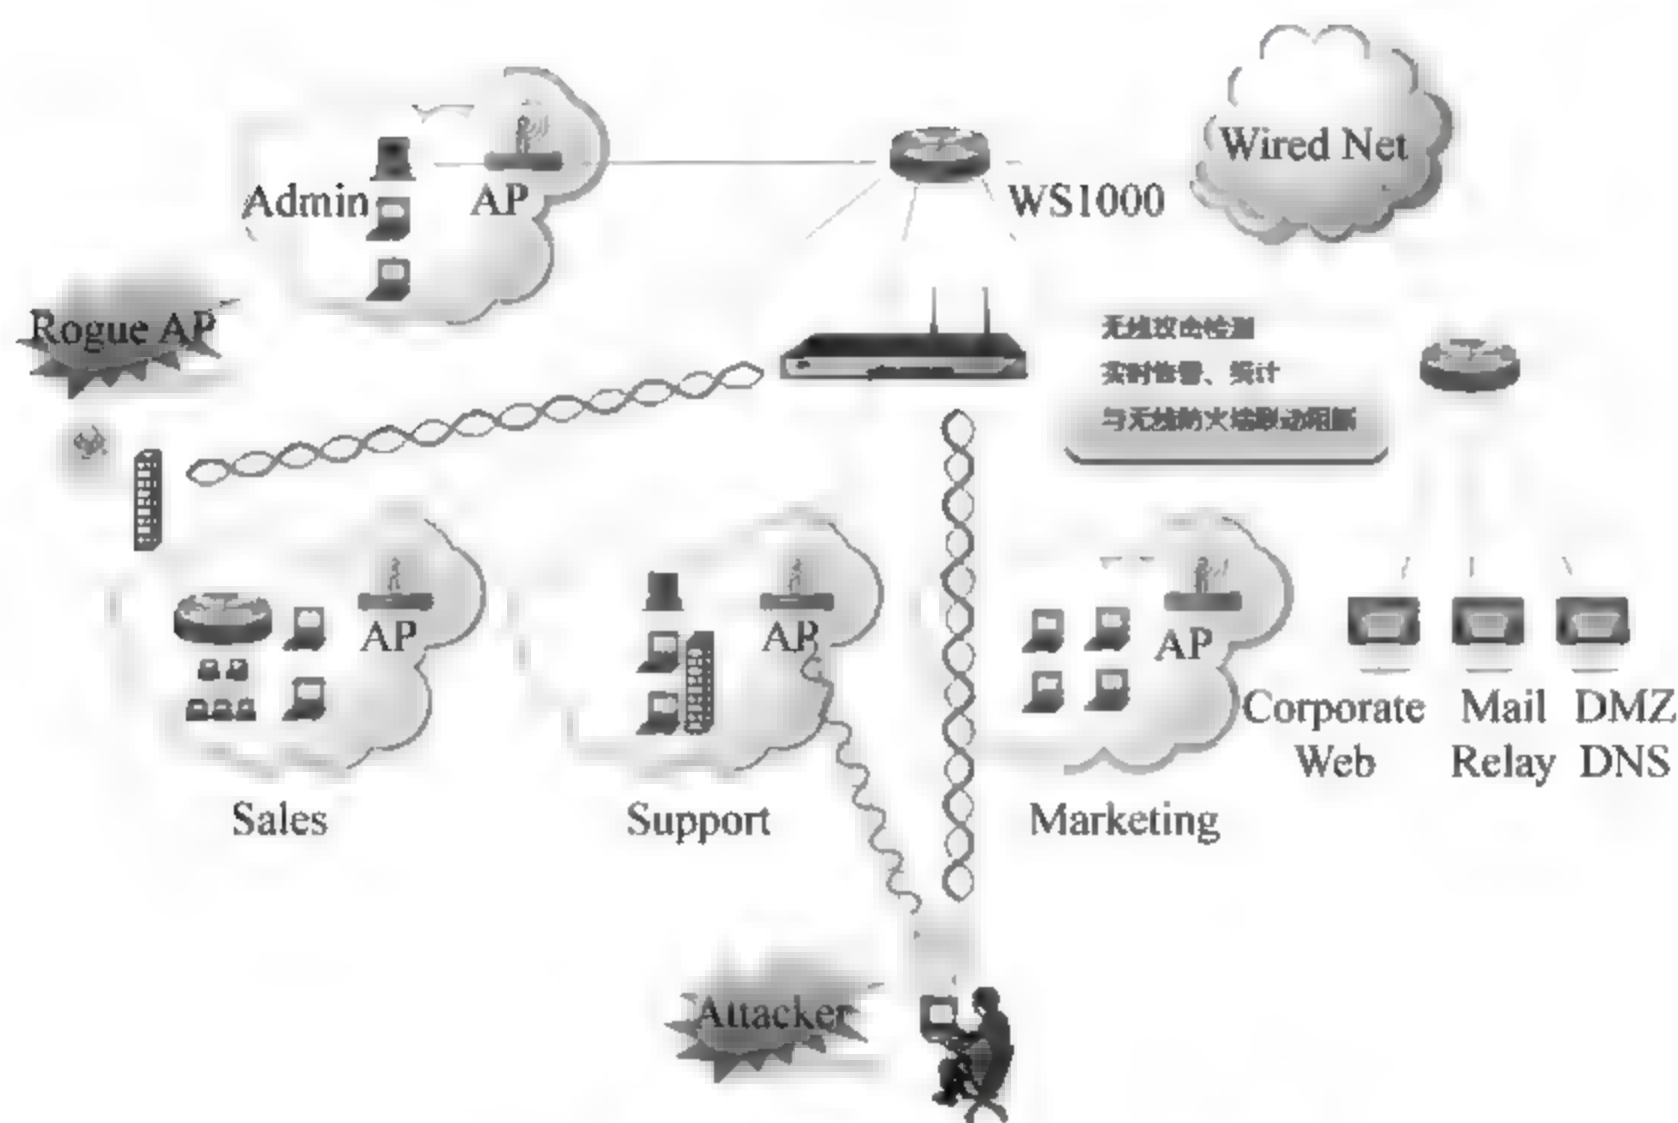 Wired Net
Admin
AP
WS1000
Rogue AP
无线攻击检测
实时告警、统计
与无线防火墙联动阻断
AP
AP
AP
Corporate
Web
Mail
Relay
DMZ
DNS
Sales
Support
Marketing
Attacker